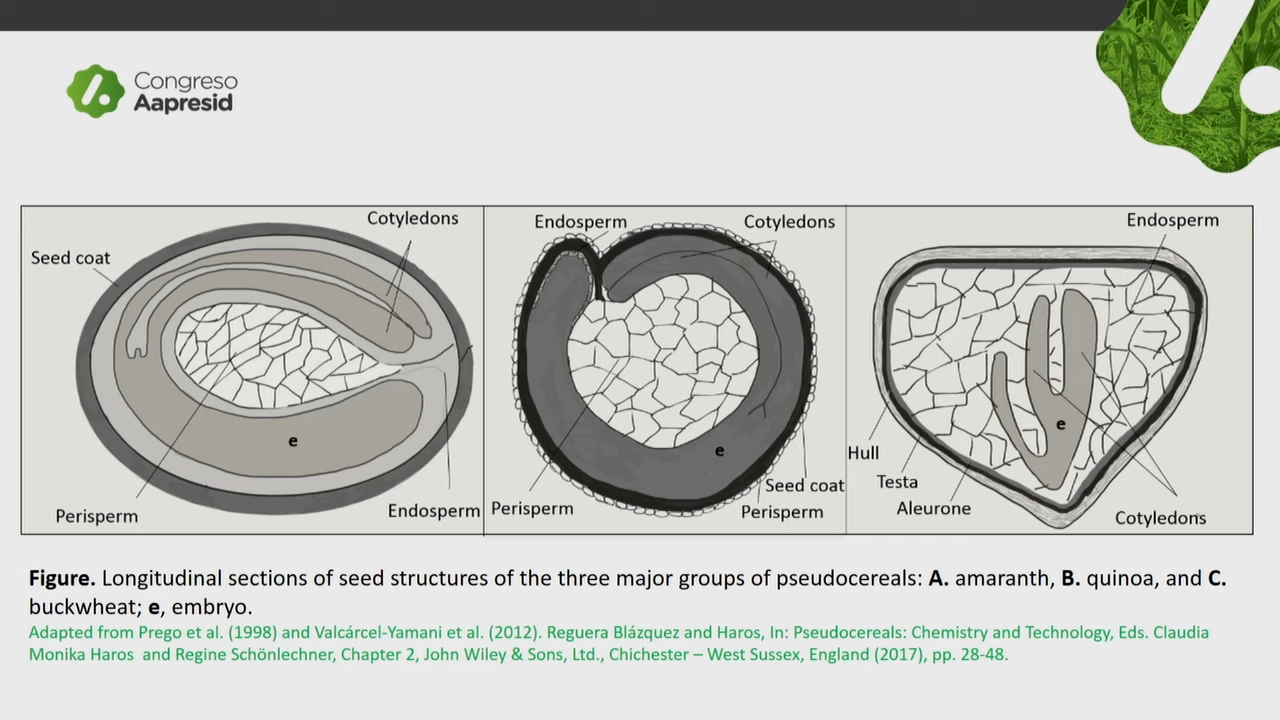 Congreso
Aapresid
Cotyledons
Seed coat
e
Perisperm
Endosperm
Endosperm
Cotyledons
e
Perisperm
Seed coat
Perisperm
Endosperm
e
Hull
Testa
Aleurone
Cotyledons
Figure. Longitudinal sections of seed structures of the three major groups of pseudocereals: A. amaranth, B. quinoa, and C.
buckwheat; e, embryo.
Adapted from Prego et al. (1998) and Valcárcel-Yamani et al. (2012). Reguera Blázquez and Haros, In: Pseudocereals: Chemistry and Technology, Eds. Claudia
Monika Haros and Regine Schönlechner, Chapter 2, John Wiley & Sons, Ltd., Chichester – West Sussex, England (2017), pp. 28-48.